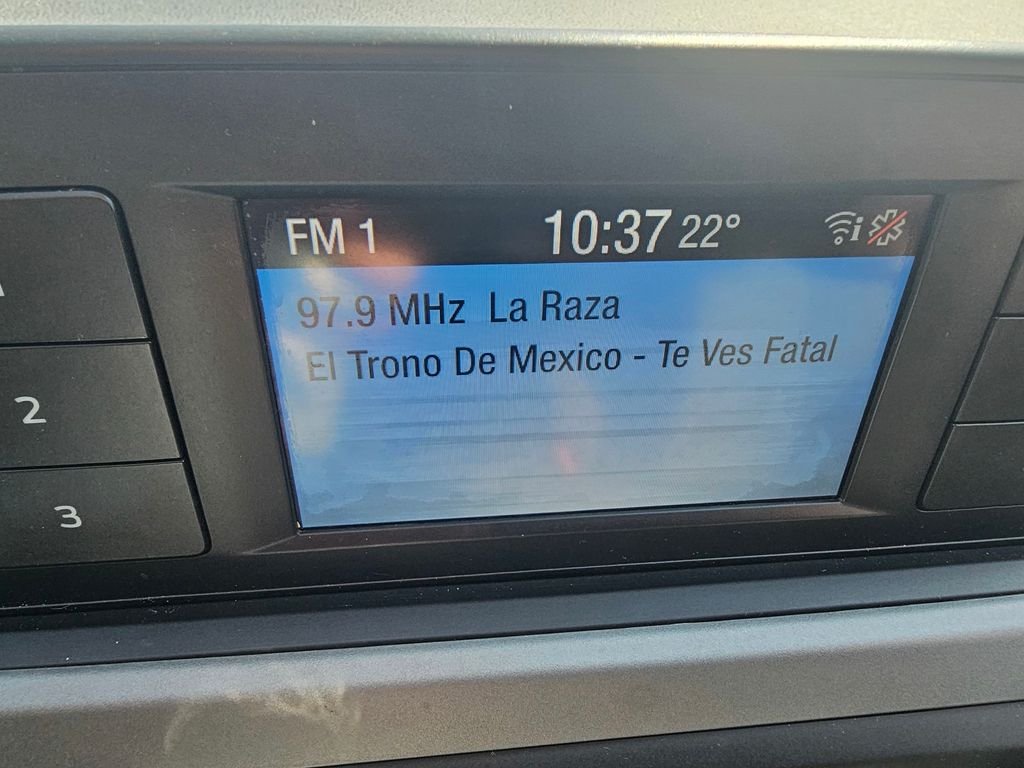 FM 1 10:37 22°
97.9 MHz La Raza
El Trono De Mexico - Te Ves Fatal
2
3